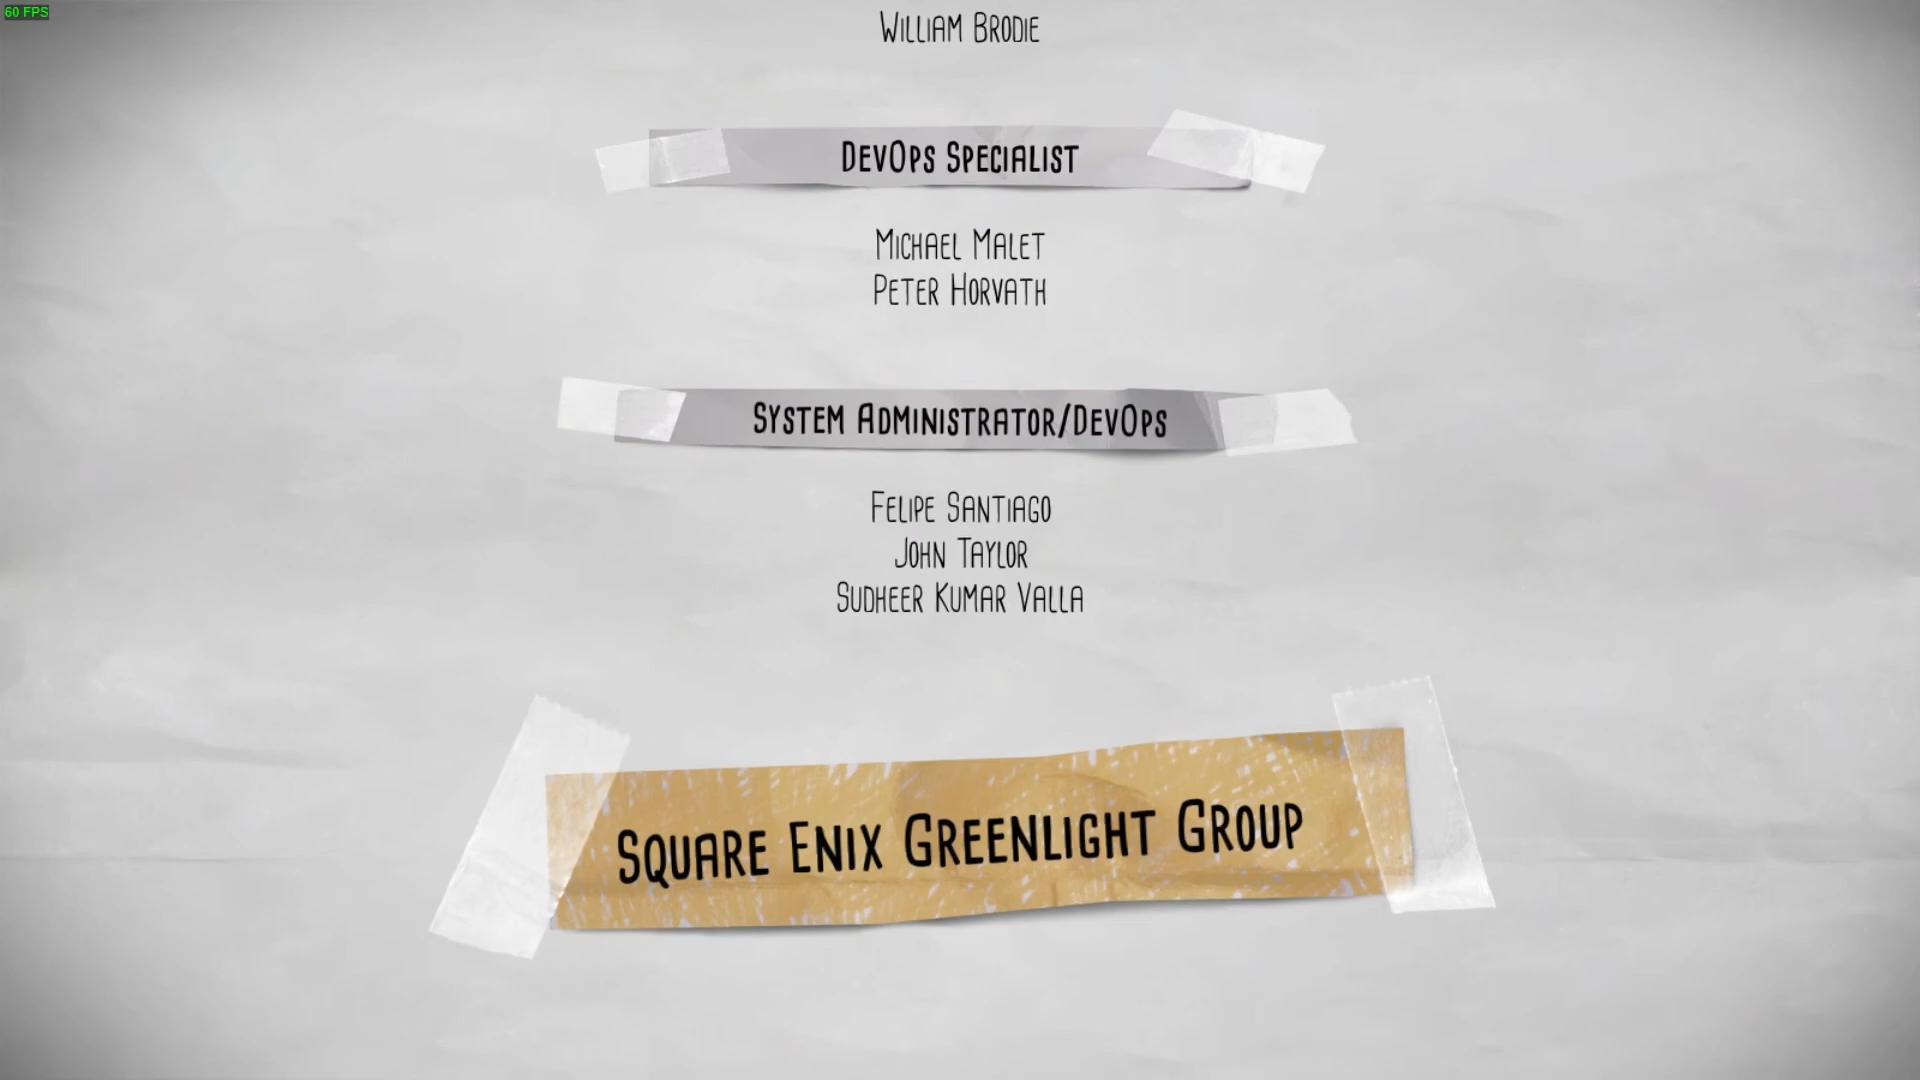 60 FPS
William Brodie
DevOps Specialist
Michael Malet
Peter Horvath
System Administrator/DevOps
Felipe Santiago
John Taylor
Sudheer Kumar Valla
Square Enix Greenlight Group